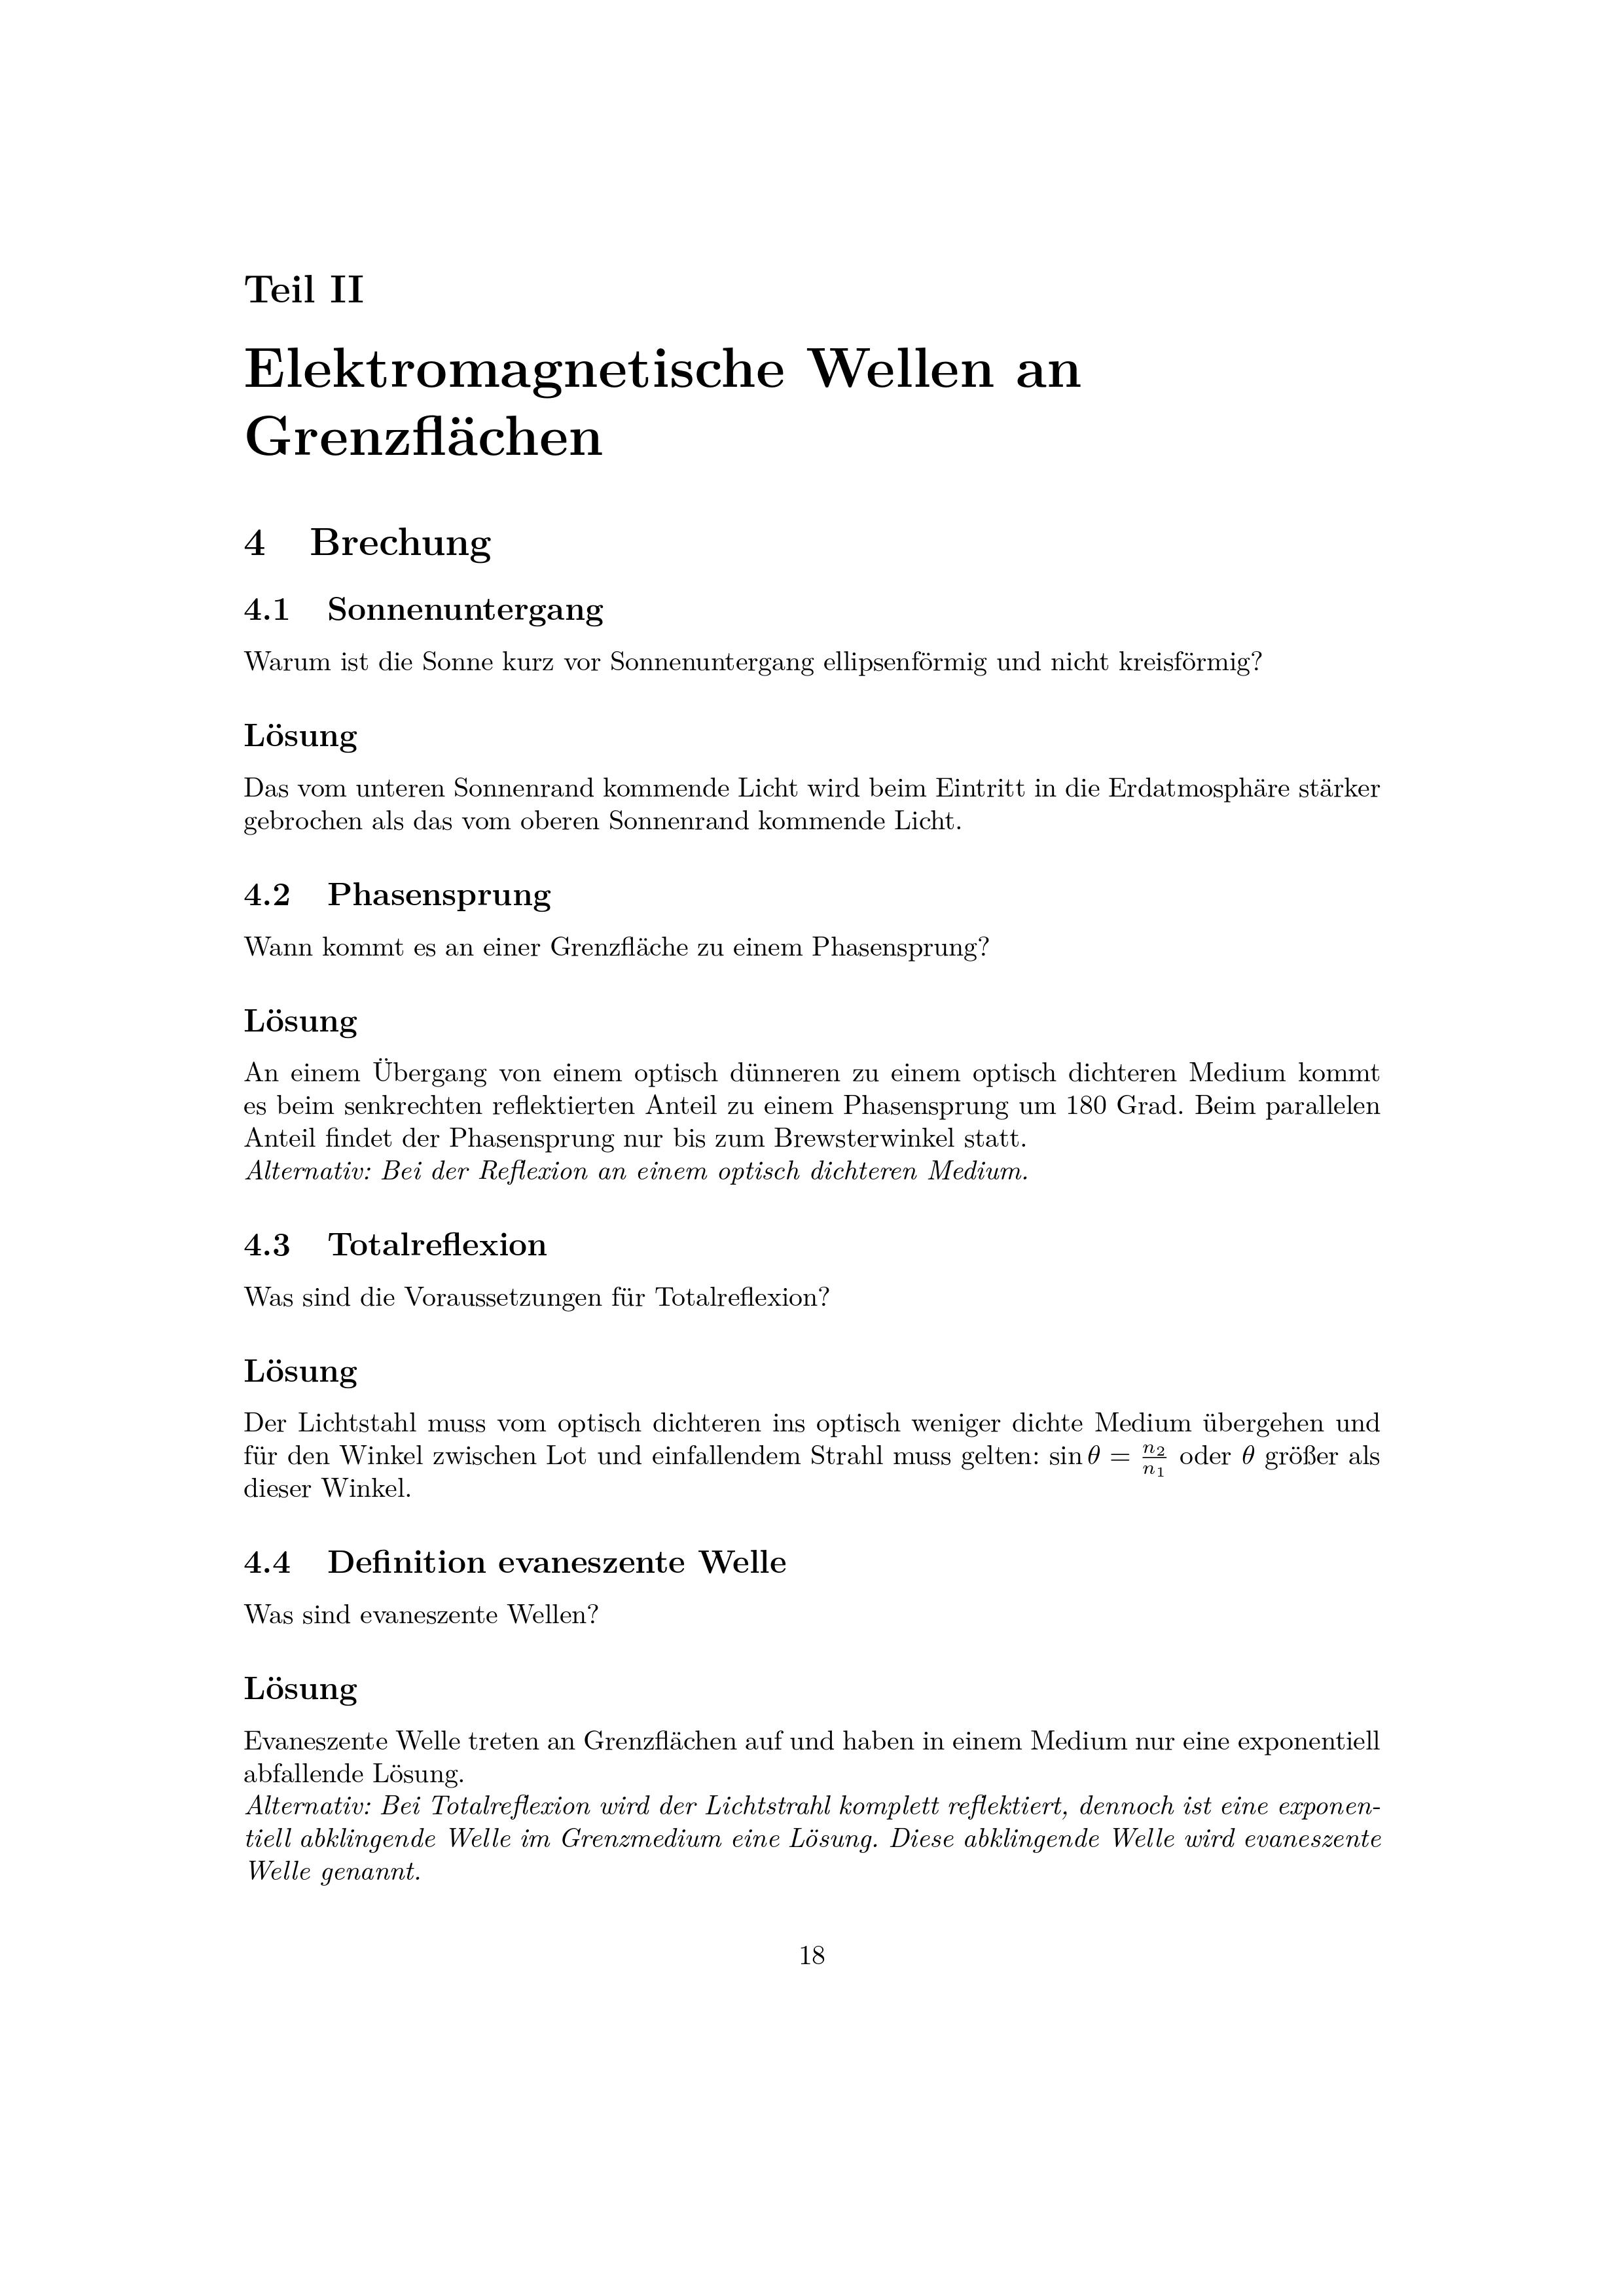 Teil II
Elektromagnetische Wellen an
Grenzflächen
4 Brechung
4.1 Sonnenuntergang
Warum ist die Sonne kurz vor Sonnenuntergang ellipsenförmig und nicht kreisförmig?
Lösung
Das vom unteren Sonnenrand kommende Licht wird beim Eintritt in die Erdatmosphäre stärker
gebrochen als das vom oberen Sonnenrand kommende Licht.
4.2 Phasensprung
Wann kommt es an einer Grenzfläche zu einem Phasensprung?
Lösung
An einem Übergang von einem optisch dünneren zu einem optisch dichteren Medium kommt
es beim senkrechten reflektierten Anteil zu einem Phasensprung um 180 Grad. Beim parallelen
Anteil findet der Phasensprung nur bis zum Brewsterwinkel statt.
Alternativ: Bei der Reflexion an einem optisch dichteren Medium.
4.3 Totalreflexion
Was sind die Voraussetzungen für Totalreflexion?
Lösung
Der Lichtstahl muss vom optisch dichteren ins optisch weniger dichte Medium übergehen und
für den Winkel zwischen Lot und einfallendem Strahl muss gelten: sin θ = n₂/n₁ oder θ größer als
dieser Winkel.
4.4 Definition evaneszente Welle
Was sind evaneszente Wellen?
Lösung
Evaneszente Welle treten an Grenzflächen auf und haben in einem Medium nur eine exponentiell
abfallende Lösung.
Alternativ: Bei Totalreflexion wird der Lichtstrahl komplett reflektiert, dennoch ist eine exponen-
tiell abklingende Welle im Grenzmedium eine Lösung. Diese abklingende Welle wird evaneszente
Welle genannt.
18